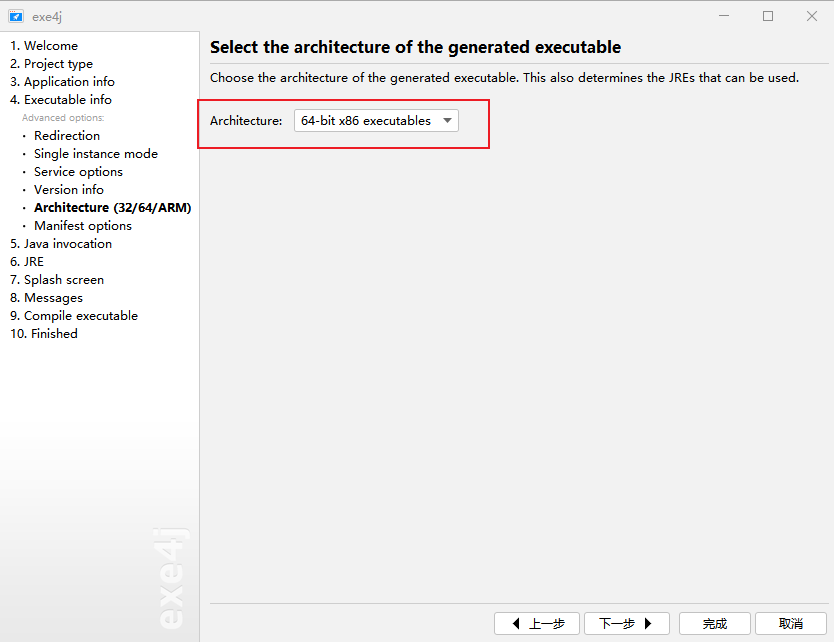 exe4j
1. Welcome
2. Project type
3. Application info
4. Executable info
Advanced options:
· Redirection
· Single instance mode
· Service options
· Version info
· Architecture (32/64/ARM)
· Manifest options
5. Java invocation
6. JRE
7. Splash screen
8. Messages
9. Compile executable
10. Finished
exe4j
Select the architecture of the generated executable
Choose the architecture of the generated executable. This also determines the JREs that can be used.
Architecture: 64-bit x86 executables
上一步 下一步 完成 取消